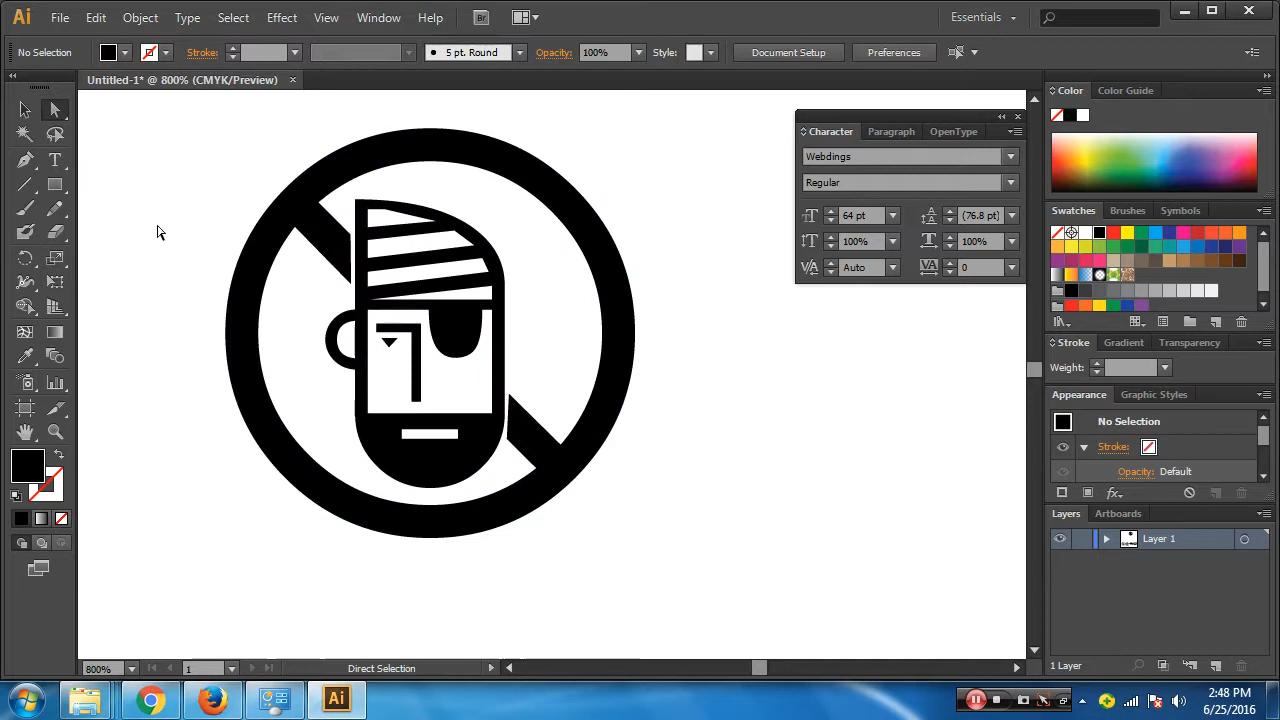 Ai File Edit Object Type Select Effect View Window Help Br Essentials
No Selection Stroke: 5 pt. Round Opacity: 100% Style: Document Setup Preferences
Untitled-1* @ 800% (CMYK/Preview) ×
Character Paragraph OpenType
Webdings
Regular
64 pt (76.8 pt)
100% 100%
Auto 0
Color Color Guide
Swatches Brushes Symbols
Stroke Gradient Transparency
Weight:
Appearance Graphic Styles
No Selection
Stroke:
Opacity: Default
fx
Layers Artboards
Layer 1
1 Layer
800% 1 Direct Selection
Ai
2:48 PM
6/25/2016